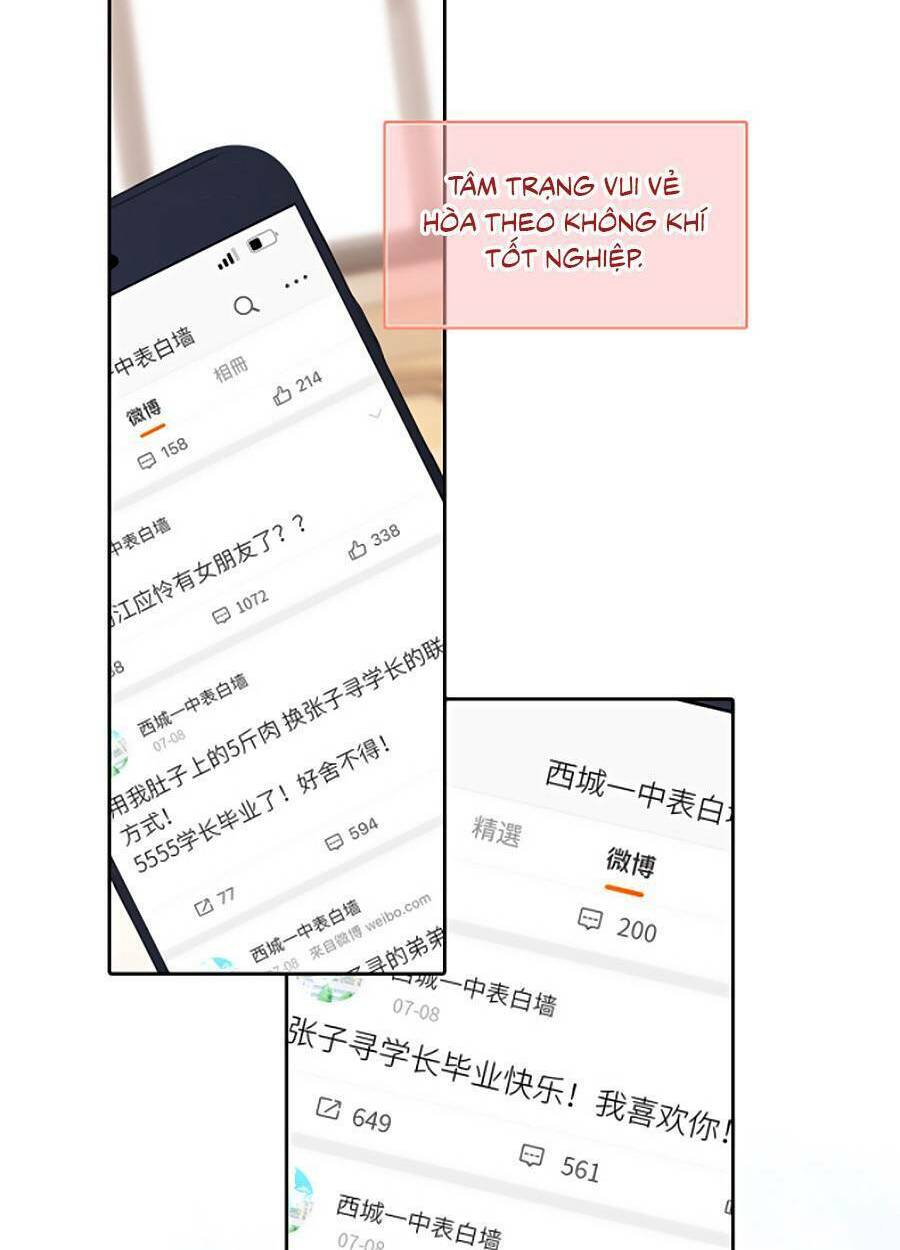 TÂM TRẠNG VUI VẺ
HÒA THEO KHÔNG KHÍ
TỐT NGHIỆP.
一中表白墙
微博 相冊
158 214
中表白墙
江应怜有女朋友了？？
1072 338
西城一中表白墙
07-08
用我肚子上的5斤肉 换张子寻学长的联
方式！
5555学长毕业了！好舍不得！
77 594
西城一中表白墙
07-08 來自微博 weibo.com
子寻的弟弟
西城一中表白
精選 微博
200
西城一中表白墙
07-08
张子寻学长毕业快乐！我喜欢你！
649 561
西城一中表白墙
07-08